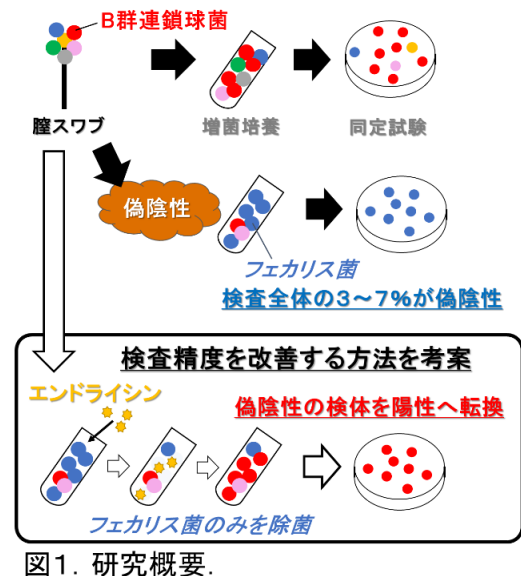 B群連鎖球菌
膣スワブ
増菌培養
同定試験
偽陰性
フェカリス菌
検査全体の3~7%が偽陰性
検査精度を改善する方法を考案
エンドライシン
偽陰性の検体を陽性へ転換
フェカリス菌のみを除菌
図1. 研究概要.